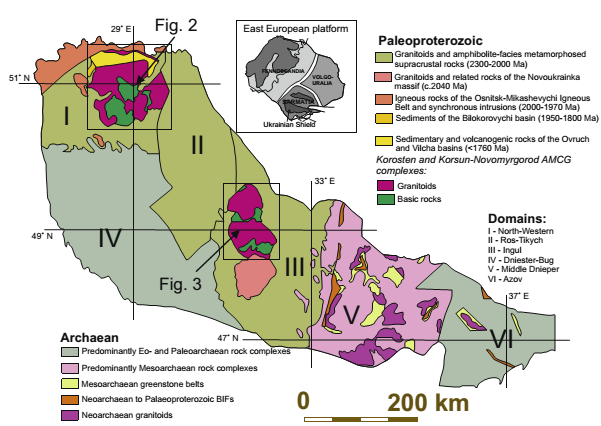 29° E
Fig. 2
51° N
I
II
IV
III
49° N
Fig. 3
33° E
V
47° N
37° E
VI
East European platform
FENNOSCANDIA
VOLGO-
URALIA
SARMATIA
Ukrainian Shield
Paleoproterozoic
Granitoids and amphibolite-facies metamorphosed
supracrustal rocks (2300-2000 Ma)
Granitoids and related rocks of the Novoukrainka
massif (c.2040 Ma)
Igneous rocks of the Osnitsk-Mikashevychi Igneous
Belt and synchronous intrusions (2000-1970 Ma)
Sediments of the Bilokorovychi basin (1950-1800 Ma)
Sedimentary and volcanogenic rocks of the Ovruch
and Vilcha basins (<1760 Ma)
Korosten and Korsun-Novomyrgorod AMCG
complexes:
Granitoids
Basic rocks
Domains:
I - North-Western
II - Ros-Tikych
III - Ingul
IV – Dniester-Bug
V - Middle Dnieper
VI - Azov
Archaean
Predominantly Eo- and Paleoarchaean rock complexes
Predominantly Mesoarchaean rock complexes
Mesoarchaean greenstone belts
Neoarchaean to Palaeoproterozoic BIFs
Neoarchaean granitoids
0 200 km